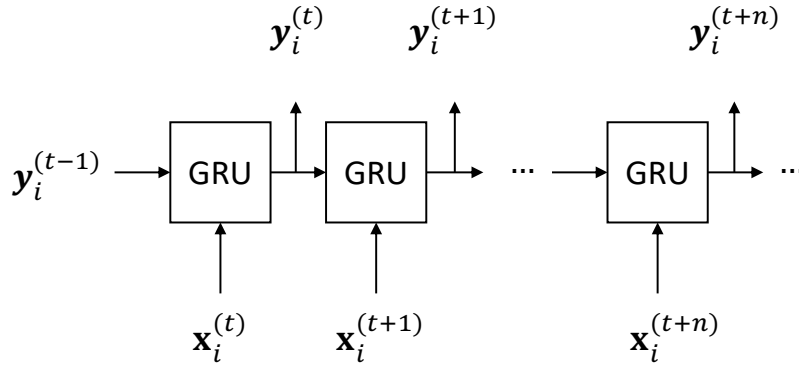 𝒚_i^(t) 𝒚_i^(t+1) 𝒚_i^(t+n)
𝒚_i^(t−1) GRU GRU ... GRU ...
𝐱_i^(t) 𝐱_i^(t+1) 𝐱_i^(t+n)